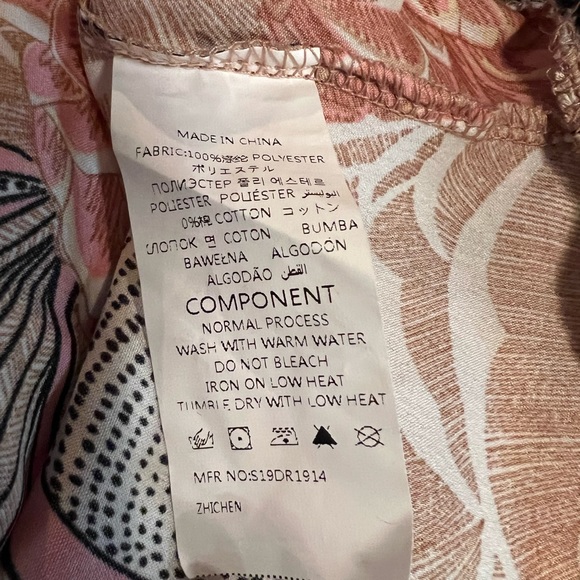 MADE IN CHINA
FABRIC:100% POLYESTER
ポリエステル
ПОЛИЭСТЕР 폴리 에스테르
POLIESTER POLIÉSTER البوليستر
0%棉 COTTON コットン
ХЛОПОК 면 COTON BUMBA
BAWEŁNA ALGODÓN
ALGODÃO القطن
COMPONENT
NORMAL PROCESS
WASH WITH WARM WATER
DO NOT BLEACH
IRON ON LOW HEAT
TUMBLE DRY WITH LOW HEAT
MFR NO:S19DR1914
ZHICHEN